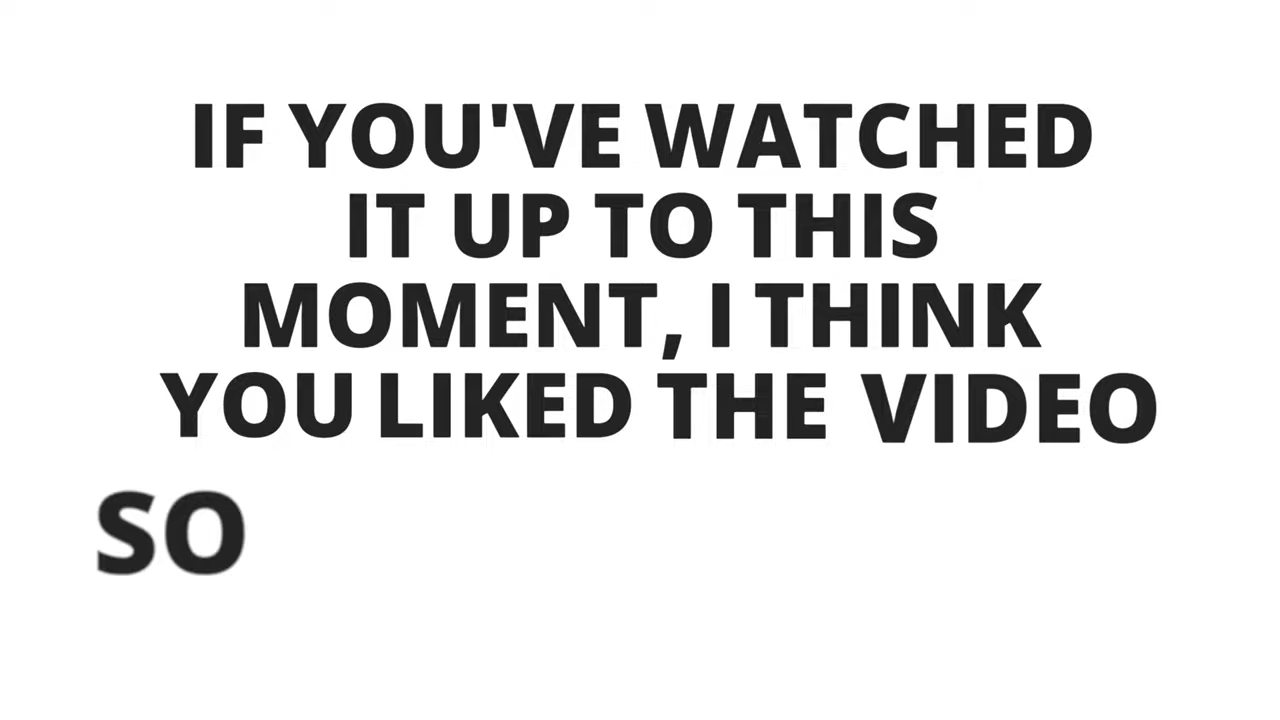 IF YOU'VE WATCHED
IT UP TO THIS
MOMENT, I THINK
YOU LIKED THE VIDEO
SO